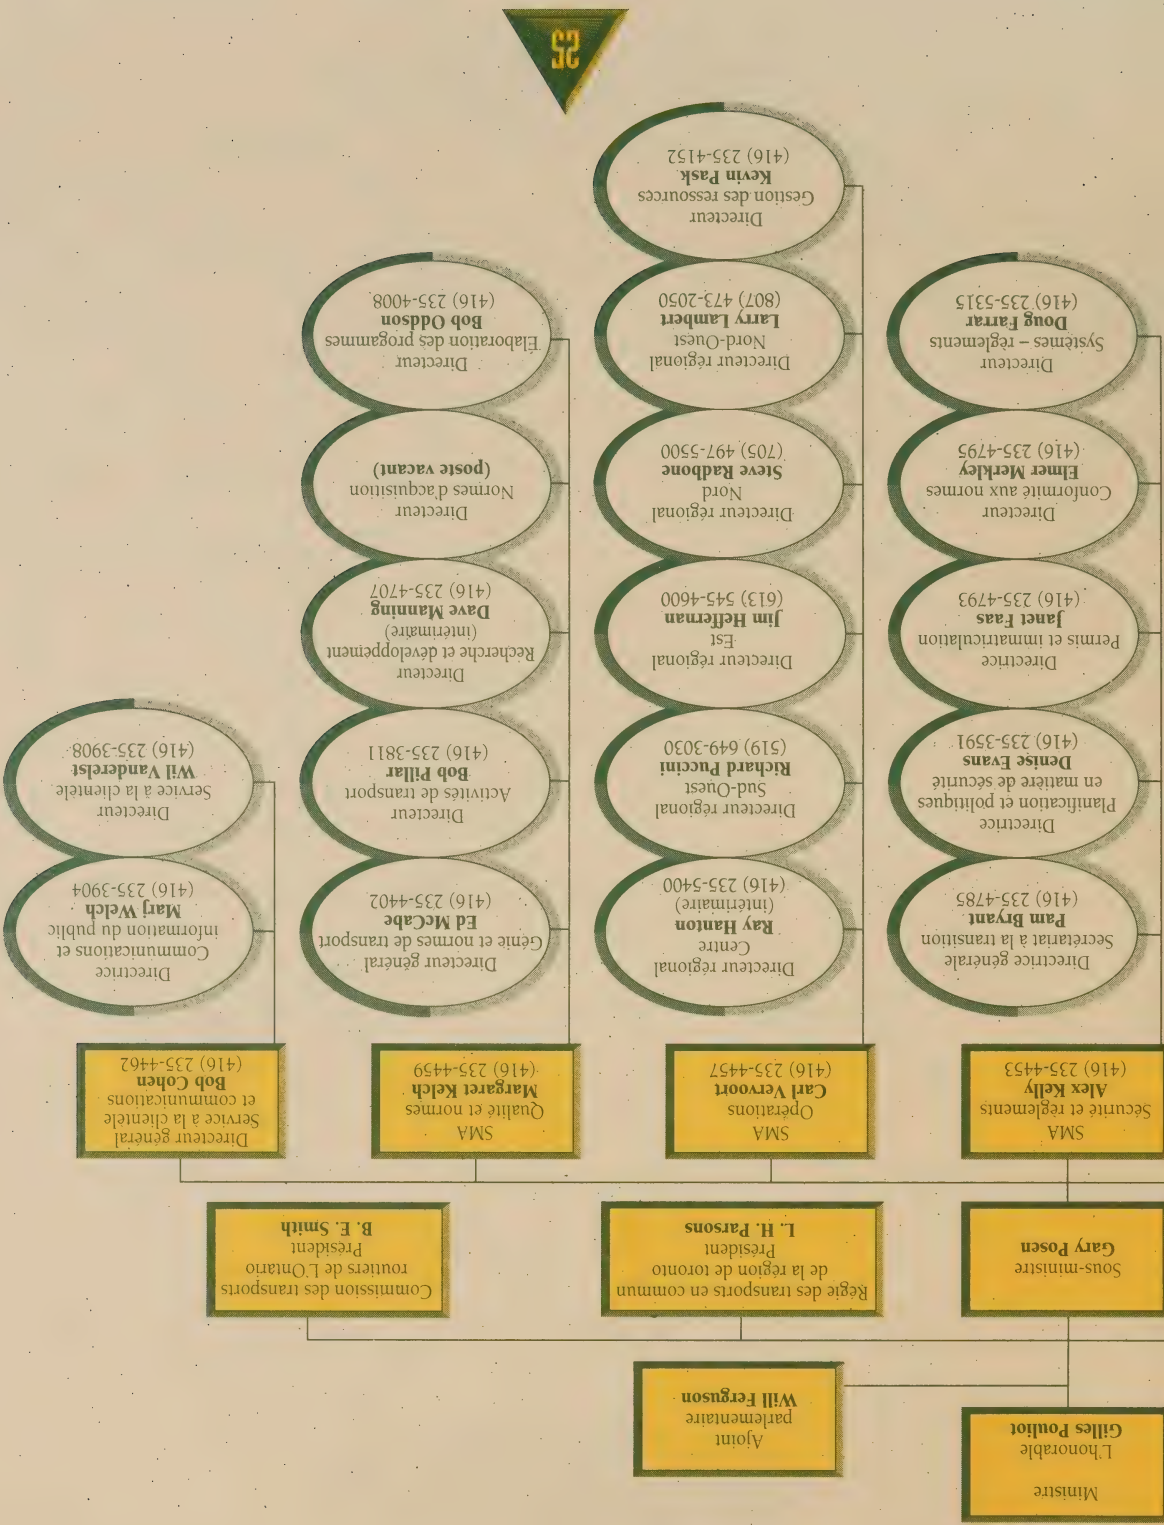 Ministre
L'honorable
Gilles Pouliot
Ajoint
parlementaire
Will Ferguson
Sous-ministre
Gary Posen
Régie des transports en commun
de la région de toronto
Président
L. H. Parsons
Commission des transports
routiers de L'Ontario
Président
B. E. Smith
SMA
Sécurité et règlements
Alex Kelly
(416) 235-4453
Directrice générale
Secrétariat à la transition
Pam Bryant
(416) 235-4785
Directrice
Planification et politiques
en matière de sécurité
Denise Evans
(416) 235-3591
Directrice
Permis et immatriculation
Janet Faas
(416) 235-4793
Directeur
Conformité aux normes
Elmer Merkley
(416) 235-4795
Directeur
Systèmes – règlements
Doug Farrar
(416) 235-5315
SMA
Opérations
Carl Vervoort
(416) 235-4457
Directeur régional
Centre
Ray Hanton
(intérimaire)
(416) 235-5400
Directeur régional
Sud-Ouest
Richard Puccini
(519) 649-3030
Directeur régional
Est
Jim Heffernan
(613) 545-4600
Directeur régional
Nord
Steve Radbone
(705) 497-5500
Directeur régional
Nord-Ouest
Larry Lambert
(807) 473-2050
Directeur
Gestion des ressources
Kevin Pask
(416) 235-4152
SMA
Qualité et normes
Margaret Kelch
(416) 235-4459
Directeur général
Génie et normes de transport
Ed McCabe
(416) 235-4402
Directeur
Activités de transport
Bob Pillar
(416) 235-3811
Directeur
Recherche et développement
(intérimaire)
Dave Manning
(416) 235-4707
Directeur
Normes d'acquisition
(poste vacant)
Directeur
Élaboration des progammes
Bob Oddson
(416) 235-4008
Directeur général
Service à la clientèle
et communications
Bob Cohen
(416) 235-4462
Directrice
Communications et
information du public
Marj Welch
(416) 235-3904
Directeur
Service à la clientèle
Wil Vanderelst
(416) 235-3908
25